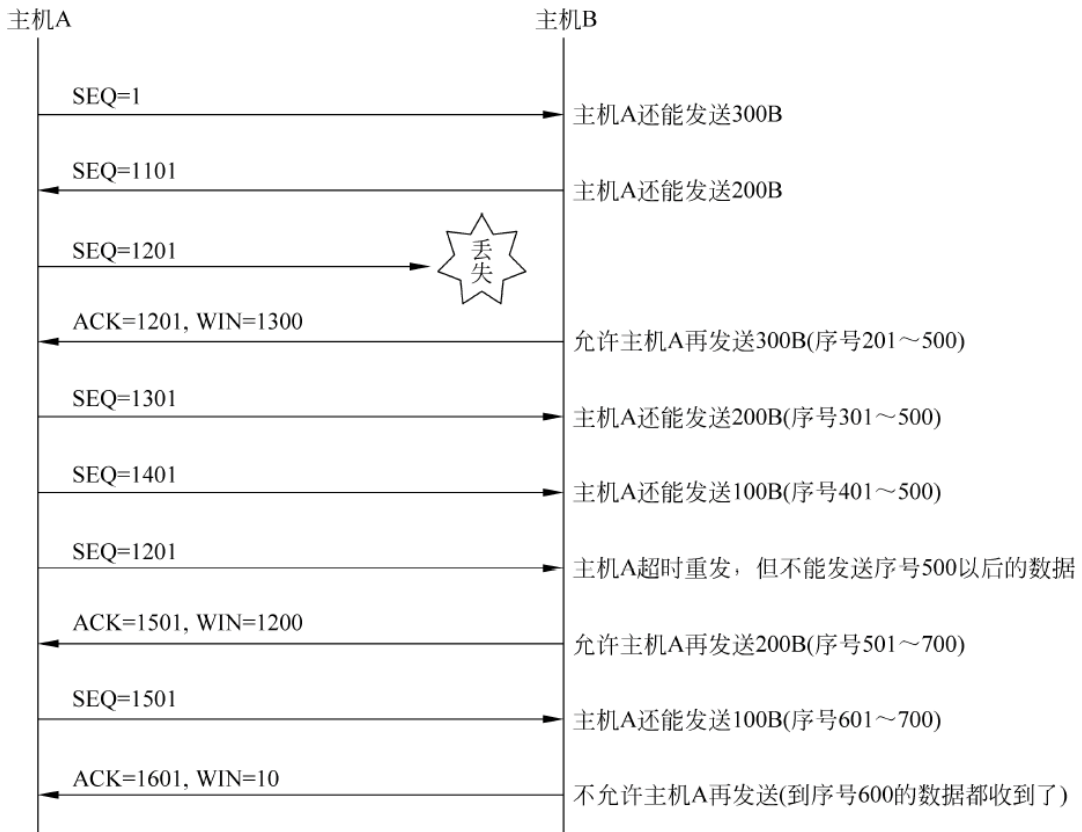 主机A 主机B
SEQ=1 主机A还能发送300B
SEQ=1101 主机A还能发送200B
SEQ=1201 丢失
ACK=1201, WIN=1300 允许主机A再发送300B(序号201～500)
SEQ=1301 主机A还能发送200B(序号301～500)
SEQ=1401 主机A还能发送100B(序号401～500)
SEQ=1201 主机A超时重发，但不能发送序号500以后的数据
ACK=1501, WIN=1200 允许主机A再发送200B(序号501～700)
SEQ=1501 主机A还能发送100B(序号601～700)
ACK=1601, WIN=10 不允许主机A再发送(到序号600的数据都收到了)